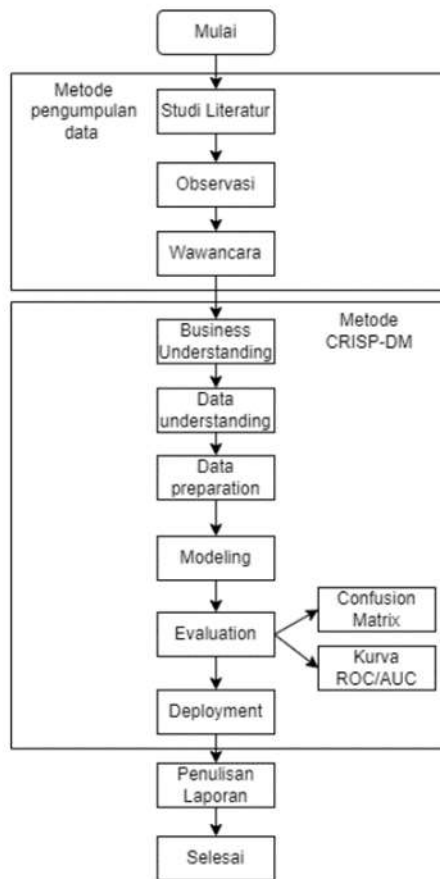 Mulai
Metode
pengumpulan
data
Studi Literatur
Observasi
Wawancara
Metode
CRISP-DM
Business
Understanding
Data
understanding
Data
preparation
Modeling
Evaluation
Confusion
Matrix
Kurva
ROC/AUC
Deployment
Penulisan
Laporan
Selesai